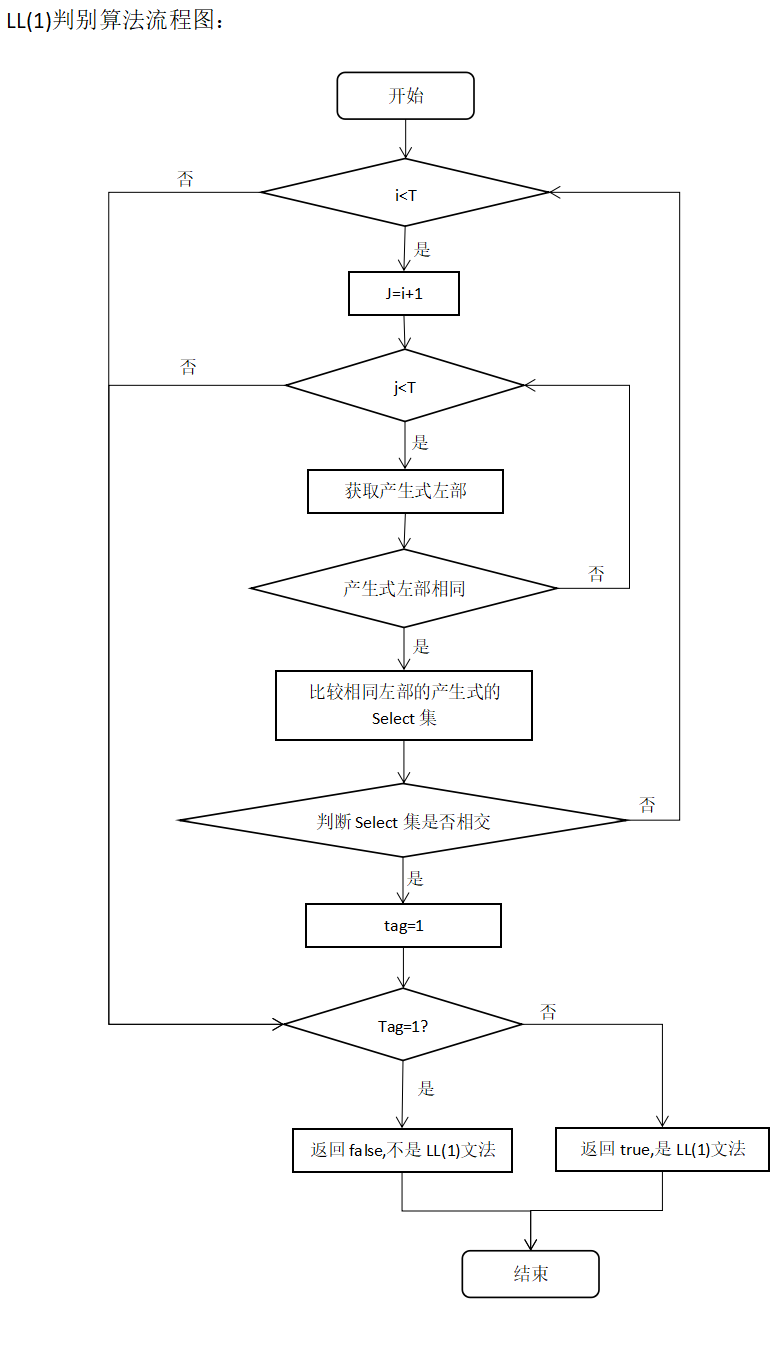 LL(1)判别算法流程图：
开始
否
i<T
是
J=i+1
否
j<T
是
获取产生式左部
产生式左部相同
否
是
比较相同左部的产生式的
Select 集
判断 Select 集是否相交
否
是
tag=1
Tag=1?
否
是
返回 false,不是 LL(1)文法
返回 true,是 LL(1)文法
结束